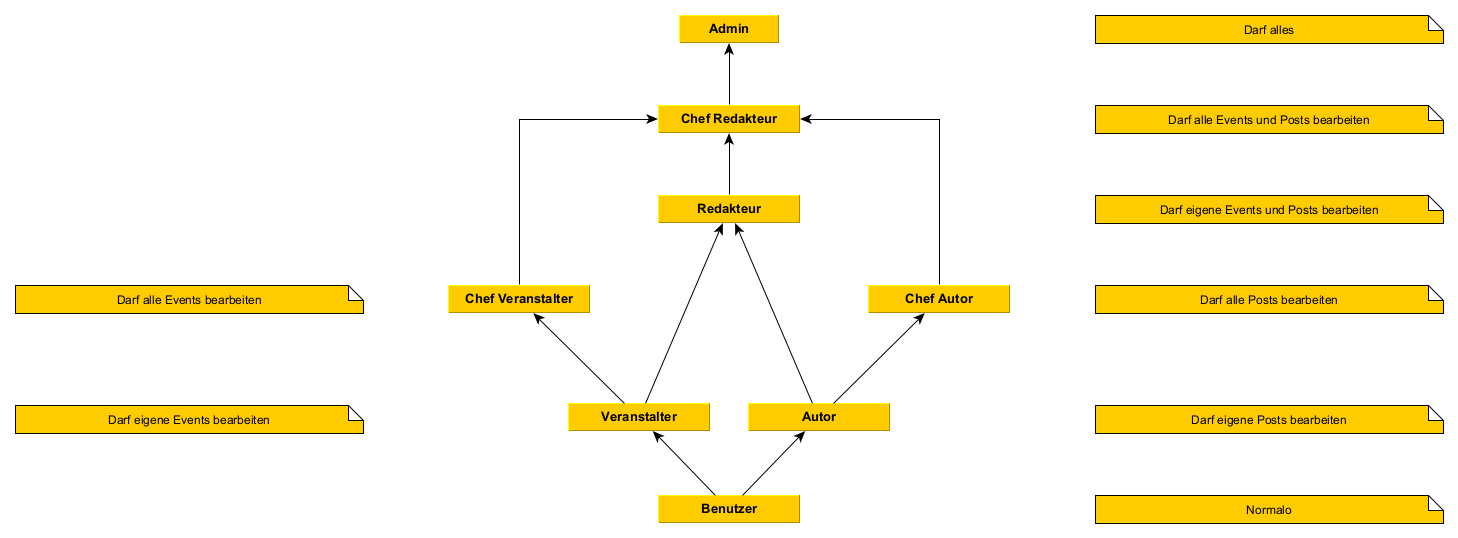 Admin
Darf alles
Chef Redakteur
Darf alle Events und Posts bearbeiten
Redakteur
Darf eigene Events und Posts bearbeiten
Darf alle Events bearbeiten
Chef Veranstalter
Chef Autor
Darf alle Posts bearbeiten
Darf eigene Events bearbeiten
Veranstalter
Autor
Darf eigene Posts bearbeiten
Benutzer
Normalo